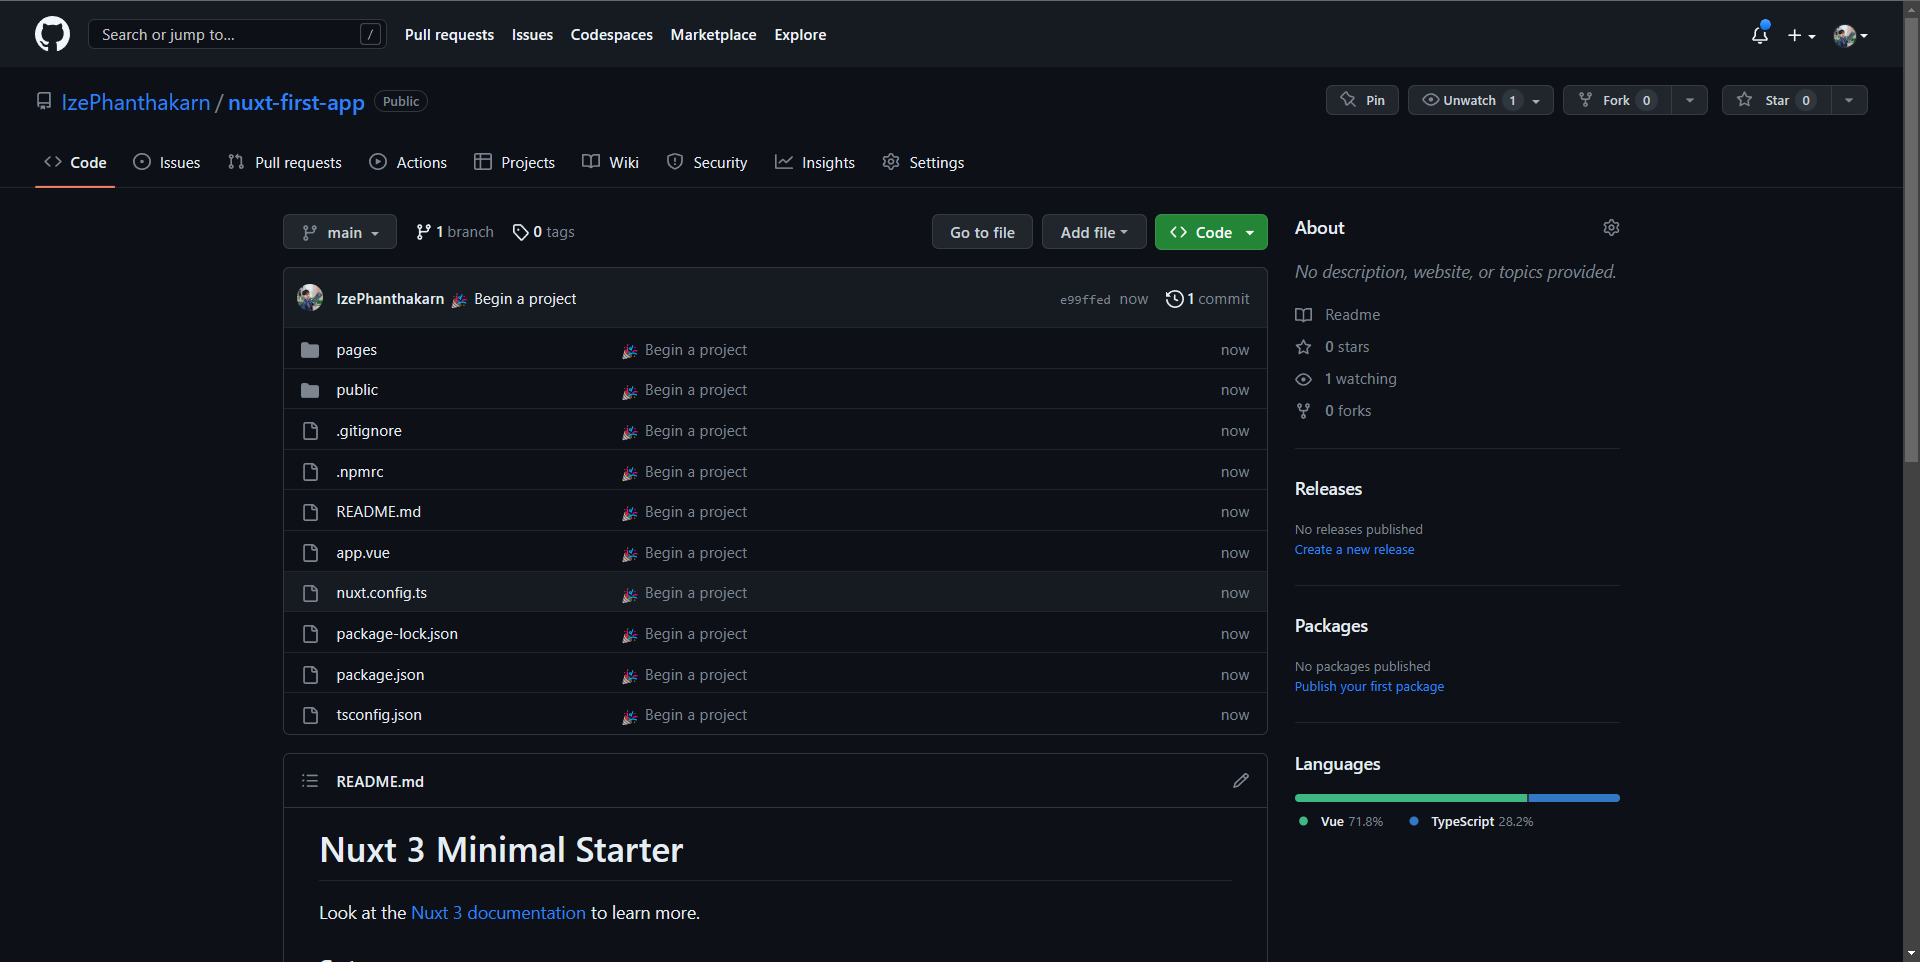 Search or jump to... /
Pull requests Issues Codespaces Marketplace Explore
IzePhanthakarn / nuxt-first-app Public
Pin Unwatch 1 Fork 0 Star 0
Code Issues Pull requests Actions Projects Wiki Security Insights Settings
main 1 branch 0 tags Go to file Add file Code
IzePhanthakarn 🎉 Begin a project e99ffed now 1 commit
pages 🎉 Begin a project now
public 🎉 Begin a project now
.gitignore 🎉 Begin a project now
.npmrc 🎉 Begin a project now
README.md 🎉 Begin a project now
app.vue 🎉 Begin a project now
nuxt.config.ts 🎉 Begin a project now
package-lock.json 🎉 Begin a project now
package.json 🎉 Begin a project now
tsconfig.json 🎉 Begin a project now
README.md
Nuxt 3 Minimal Starter
Look at the Nuxt 3 documentation to learn more.
About
No description, website, or topics provided.
Readme
0 stars
1 watching
0 forks
Releases
No releases published
Create a new release
Packages
No packages published
Publish your first package
Languages
Vue 71.8% TypeScript 28.2%